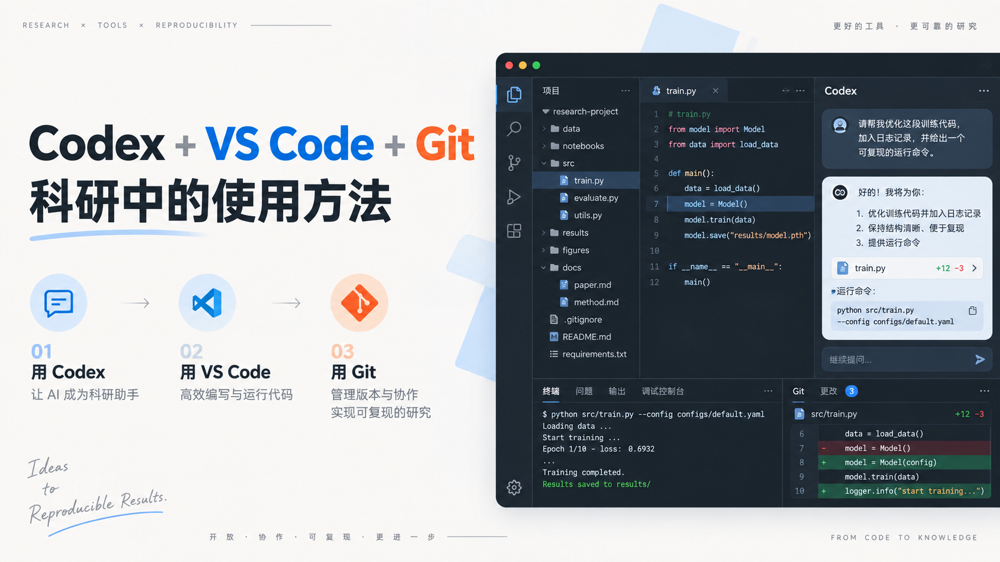 RESEARCH × TOOLS × REPRODUCIBILITY
更好的工具 · 更可靠的研究
Codex + VS Code + Git
科研中的使用方法
01
用 Codex
让 AI 成为科研助手
02
用 VS Code
高效编写与运行代码
03
用 Git
管理版本与协作
实现可复现的研究
Ideas
to
Reproducible Results.
开放 · 协作 · 可复现 · 更进一步
项目
research-project
data
notebooks
src
train.py
evaluate.py
utils.py
results
figures
docs
paper.md
method.md
.gitignore
README.md
requirements.txt
train.py
1 # train.py
2 from model import Model
3 from data import load_data
4
5 def main():
6 data = load_data()
7 model = Model()
8 model.train(data)
9 model.save("results/model.pth")
10
11 if __name__ == "__main__":
12 main()
Codex
请帮我优化这段训练代码，
加入日志记录，并给出一个
可复现的运行命令。
好的！我将为你：
1. 优化训练代码并加入日志记录
2. 保持结构清晰、便于复现
3. 提供运行命令
train.py +12 −3
运行命令：
python src/train.py
--config configs/default.yaml
继续提问...
终端 问题 输出 调试控制台
$ python src/train.py --config configs/default.yaml
Loading data ...
Start training ...
Epoch 1/10 - loss: 0.6932
...
Training completed.
Results saved to results/
Git 更改 3
src/train.py +12 −3
6 data = load_data()
7 - model = Model()
8 + model = Model(config)
9 model.train(data)
10 + logger.info("start training...")
FROM CODE TO KNOWLEDGE